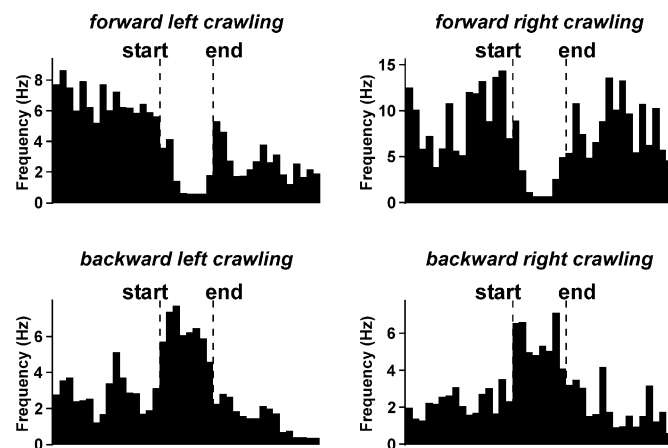 forward left crawling
start end
Frequency (Hz)
8
6
4
2
0
forward right crawling
start end
Frequency (Hz)
15
10
5
0
backward left crawling
start end
Frequency (Hz)
6
4
2
0
backward right crawling
start end
Frequency (Hz)
6
4
2
0